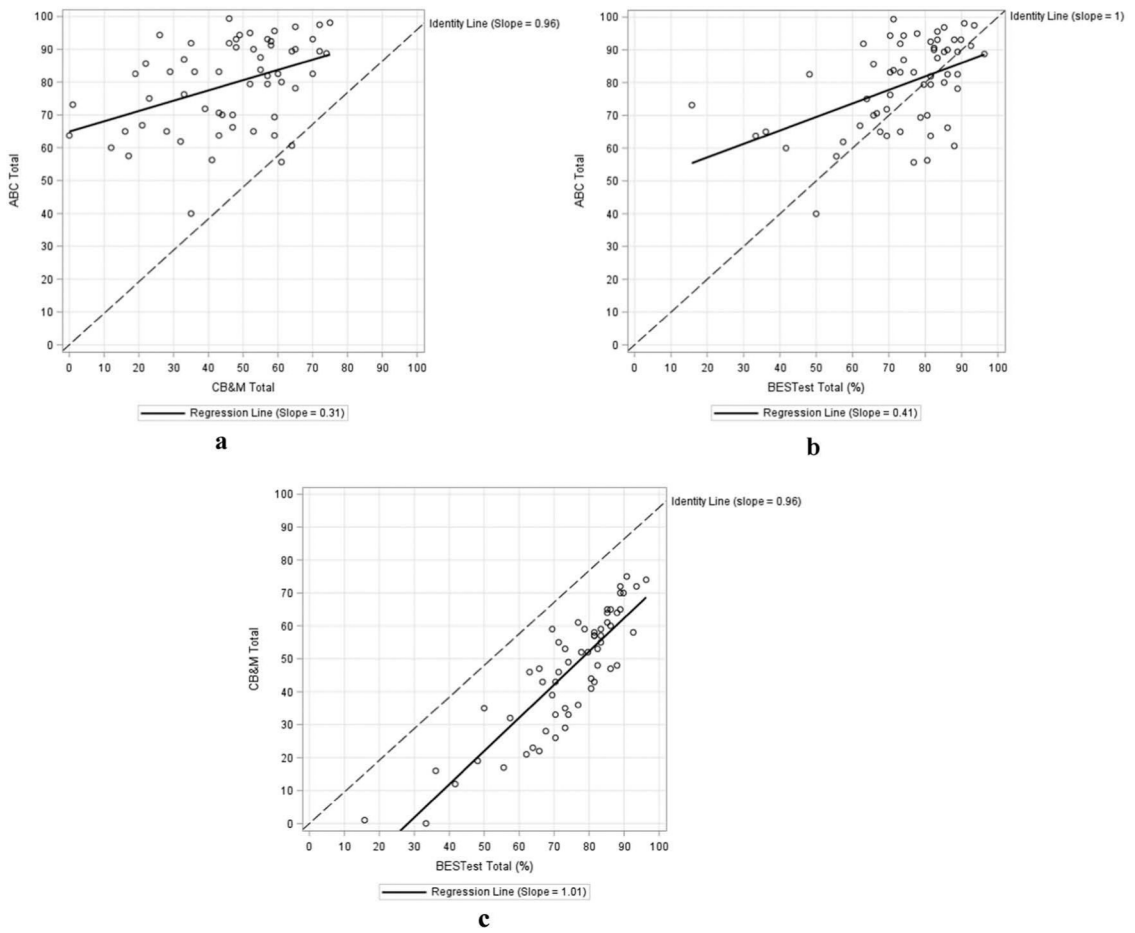 100
90
80
70
60
50
40
30
20
10
0
ABC Total
0 10 20 30 40 50 60 70 80 90 100
CB&M Total
Identity Line (Slope = 0.96)
Regression Line (Slope = 0.31)
a
100
90
80
70
60
50
40
30
20
10
0
ABC Total
0 10 20 30 40 50 60 70 80 90 100
BESTest Total (%)
Identity Line (slope = 1)
Regression Line (Slope = 0.41)
b
100
90
80
70
60
50
40
30
20
10
0
CB&M Total
0 10 20 30 40 50 60 70 80 90 100
BESTest Total (%)
Identity Line (slope = 0.96)
Regression Line (Slope = 1.01)
c